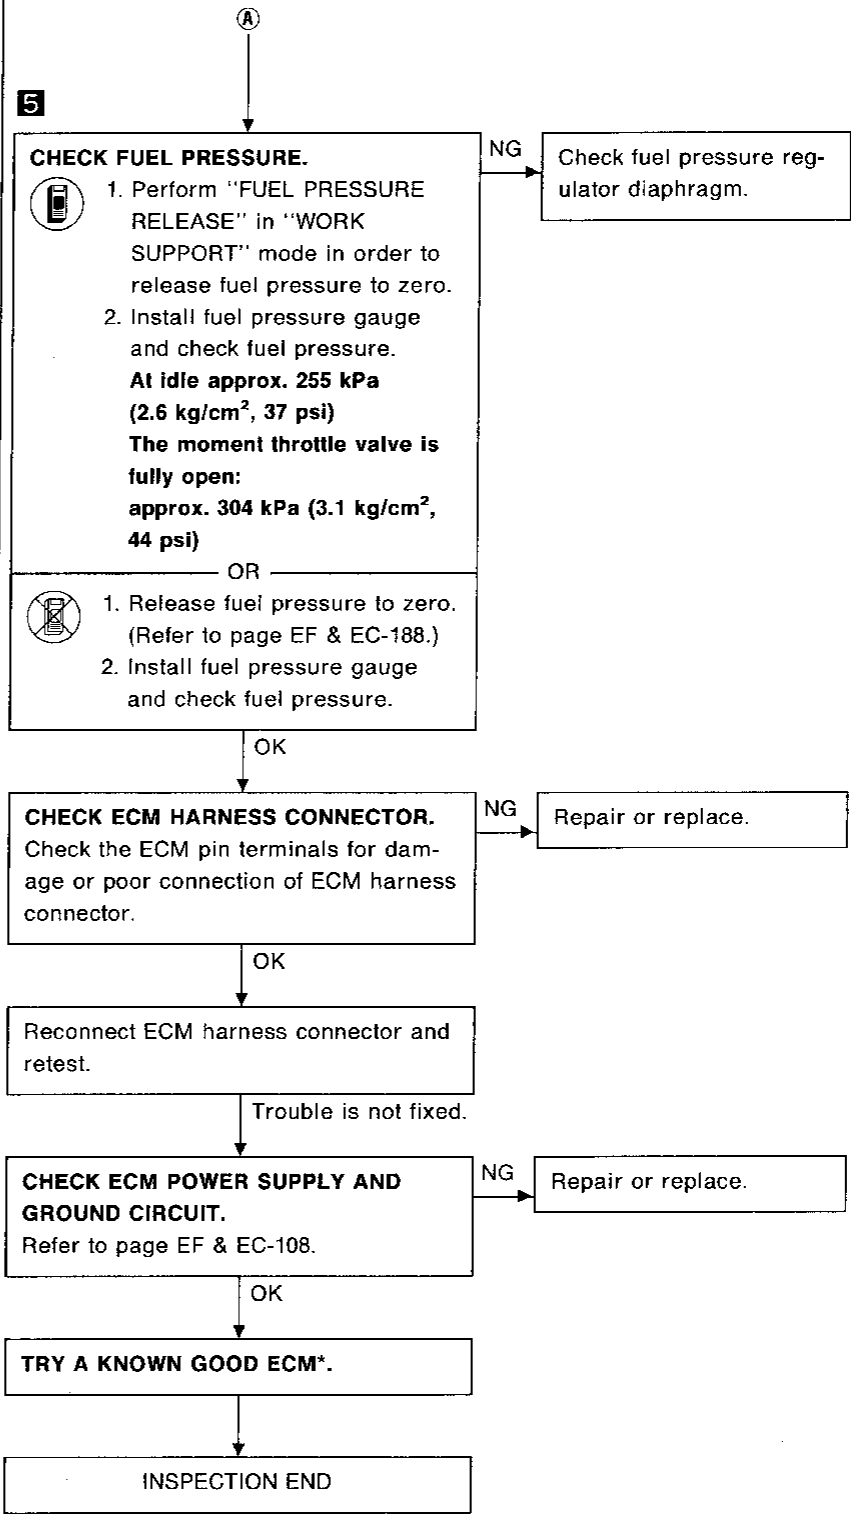 A
5
CHECK FUEL PRESSURE.
1. Perform "FUEL PRESSURE
RELEASE" in "WORK
SUPPORT" mode in order to
release fuel pressure to zero.
2. Install fuel pressure gauge
and check fuel pressure.
At idle approx. 255 kPa
(2.6 kg/cm², 37 psi)
The moment throttle valve is
fully open:
approx. 304 kPa (3.1 kg/cm²,
44 psi)
NG
Check fuel pressure reg-
ulator diaphragm.
OR
1. Release fuel pressure to zero.
(Refer to page EF & EC-188.)
2. Install fuel pressure gauge
and check fuel pressure.
OK
CHECK ECM HARNESS CONNECTOR.
Check the ECM pin terminals for dam-
age or poor connection of ECM harness
connector.
NG
Repair or replace.
OK
Reconnect ECM harness connector and
retest.
Trouble is not fixed.
CHECK ECM POWER SUPPLY AND
GROUND CIRCUIT.
Refer to page EF & EC-108.
NG
Repair or replace.
OK
TRY A KNOWN GOOD ECM*.
INSPECTION END